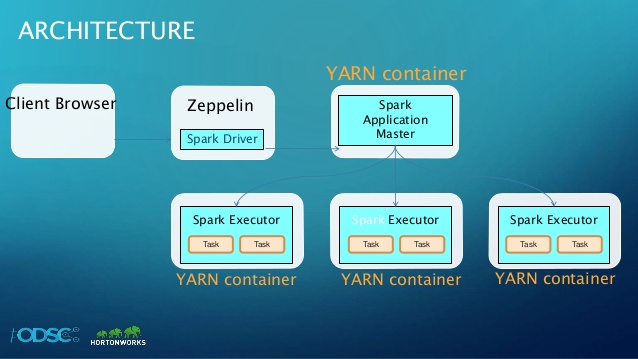 ARCHITECTURE
YARN container
Client Browser
Zeppelin
Spark Driver
Spark
Application
Master
Spark Executor
Task Task
Spark Executor
Task Task
Spark Executor
Task Task
YARN container
YARN container
YARN container
ODSC
HORTONWORKS